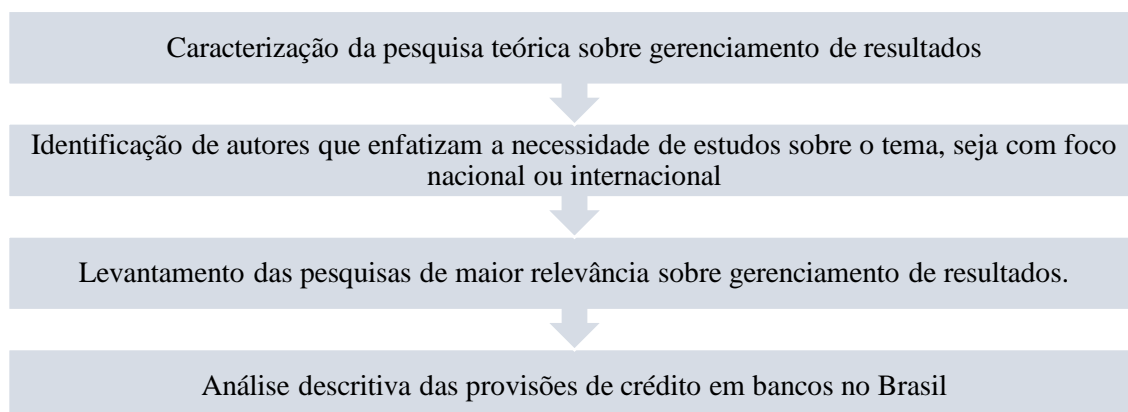 Caracterização da pesquisa teórica sobre gerenciamento de resultados
Identificação de autores que enfatizam a necessidade de estudos sobre o tema, seja com foco
nacional ou internacional
Levantamento das pesquisas de maior relevância sobre gerenciamento de resultados.
Análise descritiva das provisões de crédito em bancos no Brasil